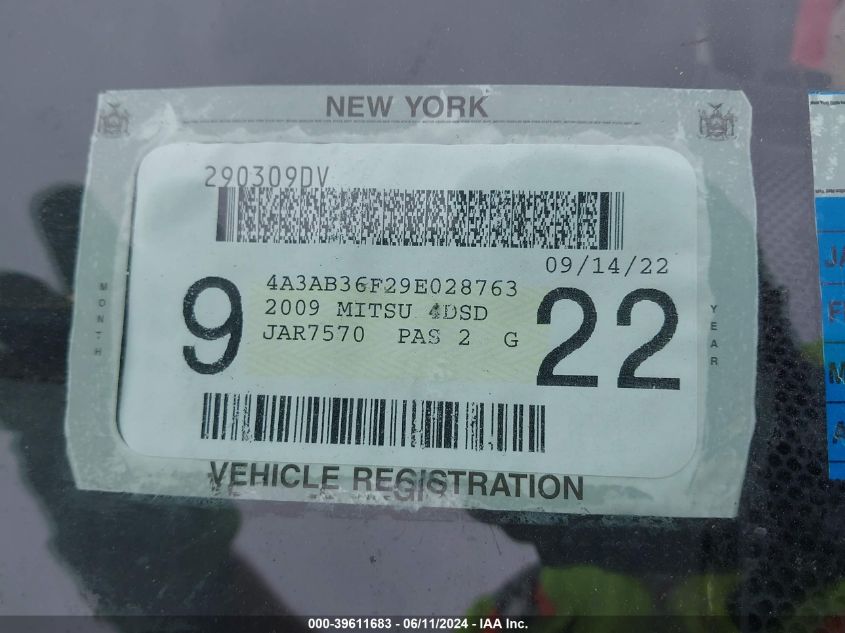 NEW YORK
290309DV
09/14/22
4A3AB36F29E028763
2009 MITSU 4DSD
JAR7570 PAS 2 G
9
22
MONTH
YEAR
VEHICLE REGISTRATION
000-39611683 - 06/11/2024 - IAA Inc.